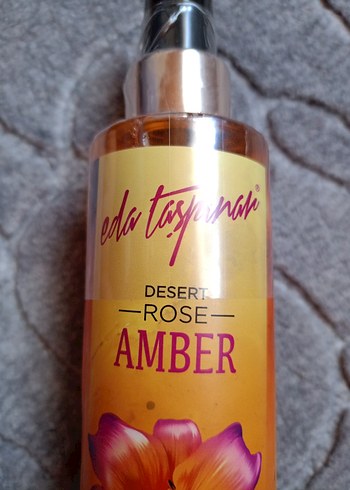 eda taşpınar®
DESERT
—ROSE—
AMBER